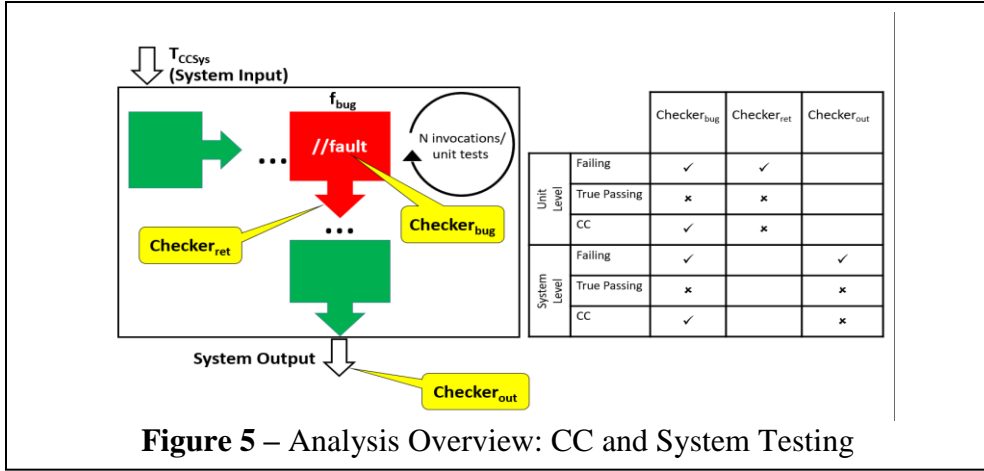 T_CCSys
(System Input)
f_bug
//fault
N invocations/
unit tests
...
...
Checker_ret
Checker_bug
System Output
Checker_out
Checker_bug Checker_ret Checker_out
Unit Level
Failing ✓ ✓
True Passing × ×
CC ✓ ×
System Level
Failing ✓ ✓
True Passing × ×
CC ✓ ×
Figure 5 – Analysis Overview: CC and System Testing